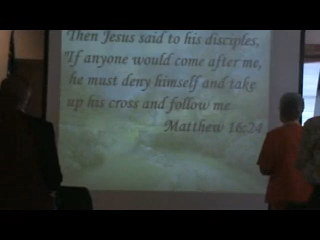 Then Jesus said to his disciples,
"If anyone would come after me,
he must deny himself and take
up his cross and follow me
Matthew 16:24